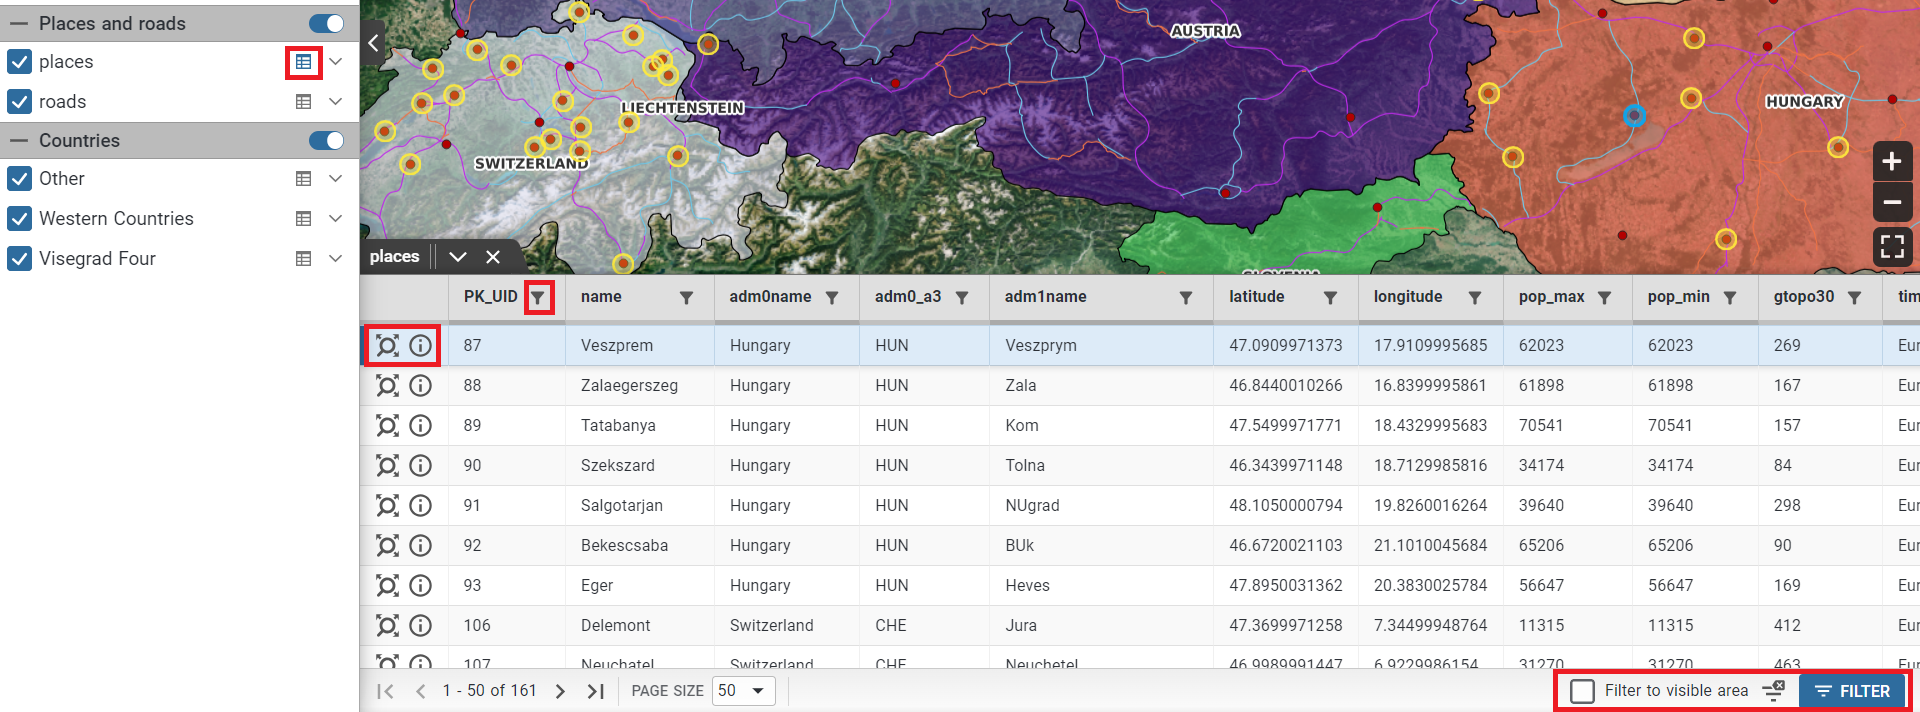 Places and roads
places
roads
Countries
Other
Western Countries
Visegrad Four
AUSTRIA
LIECHTENSTEIN
SWITZERLAND
HUNGARY
SLOVENIA
places
PK_UID name adm0name adm0_a3 adm1name latitude longitude pop_max pop_min gtopo30 tim
87 Veszprem Hungary HUN Veszprym 47.0909971373 17.9109995685 62023 62023 269 Eur
88 Zalaegerszeg Hungary HUN Zala 46.8440010266 16.8399995861 61898 61898 167 Eur
89 Tatabanya Hungary HUN Kom 47.5499971771 18.4329995683 70541 70541 157 Eur
90 Szekszard Hungary HUN Tolna 46.3439971148 18.7129985816 34174 34174 84 Eur
91 Salgotarjan Hungary HUN NUgrad 48.1050000794 19.8260016264 39640 39640 298 Eur
92 Bekescsaba Hungary HUN BUk 46.6720021103 21.1010045684 65206 65206 90 Eur
93 Eger Hungary HUN Heves 47.8950031362 20.3830025784 56647 56647 169 Eur
106 Delemont Switzerland CHE Jura 47.3699971258 7.34499948764 11315 11315 412 Eur
107 Neuchatel Switzerland CHE Neuchetel 46.9989991447 6.9229986154 31270 31270 463 Eur
1 - 50 of 161 PAGE SIZE 50 Filter to visible area FILTER